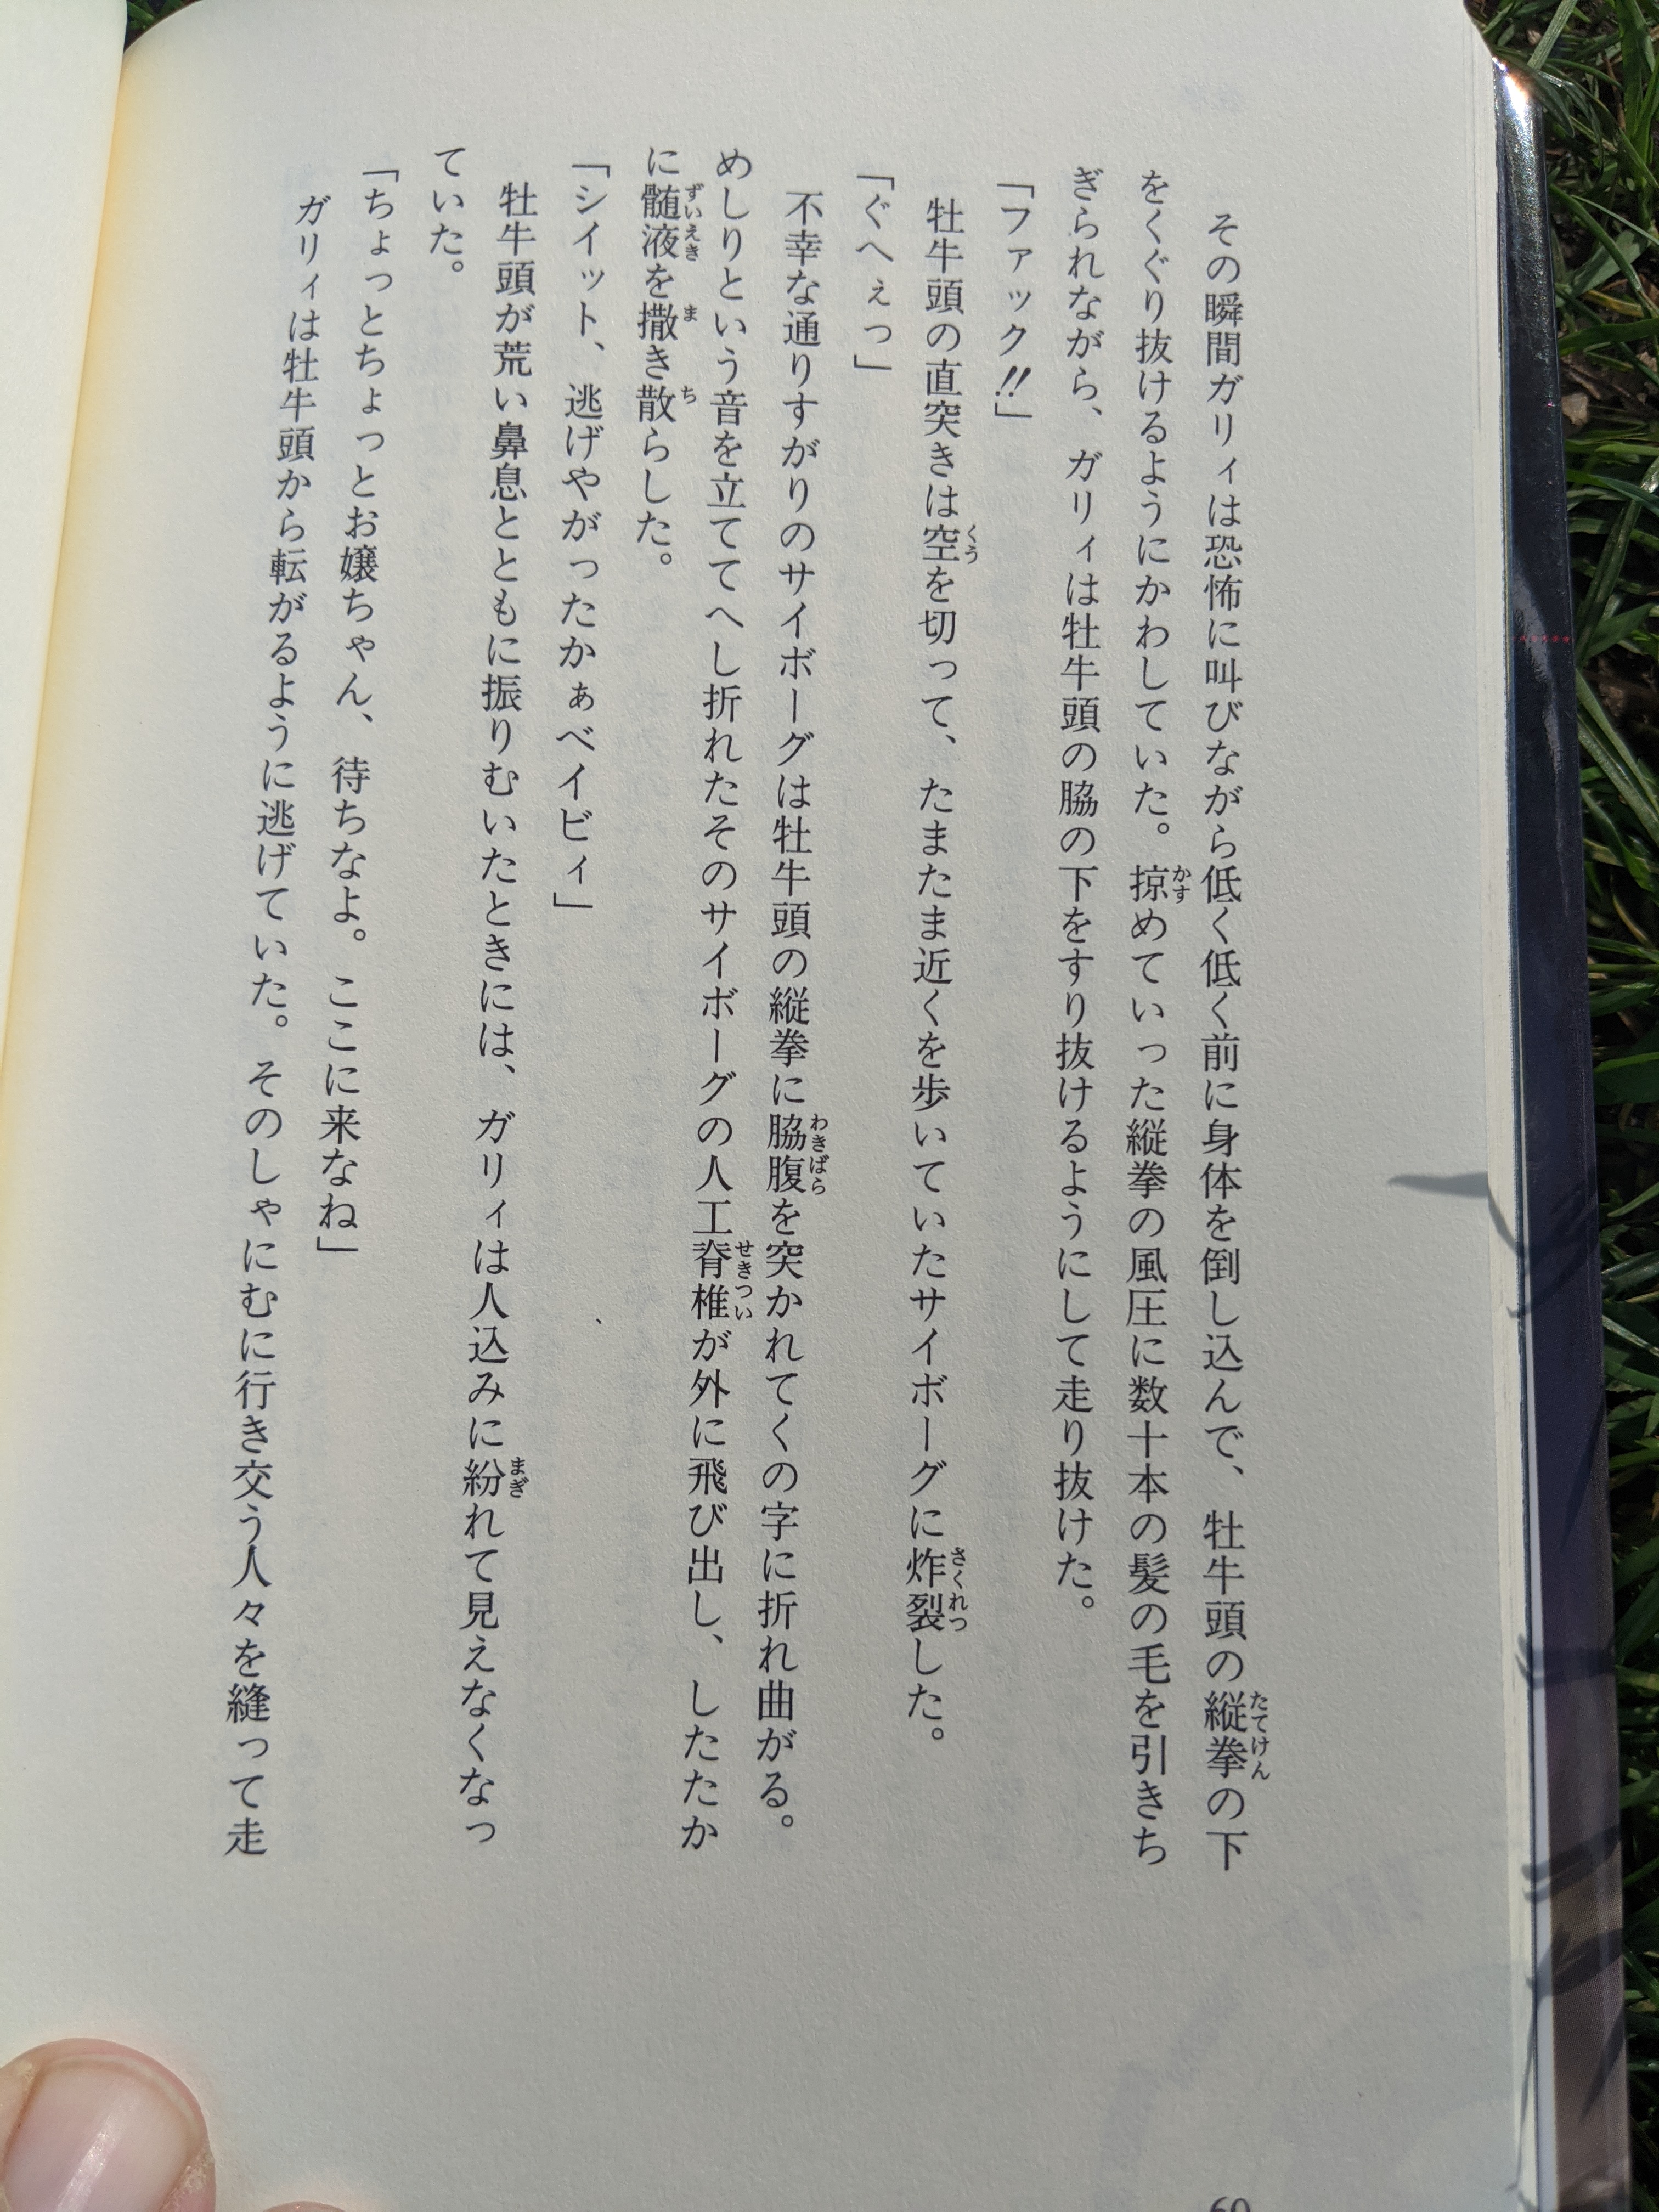 その瞬間ガリィは恐怖に叫びながら低く低く前に身体を倒し込んで、牡牛頭の縦拳の下
をくぐり抜けるようにかわしていた。掠めていった縦拳の風圧に数十本の髪の毛を引きち
ぎられながら、ガリィは牡牛頭の脇の下をすり抜けるようにして走り抜けた。
「ファック!!」
牡牛頭の直突きは空を切って、たまたま近くを歩いていたサイボーグに炸裂した。
「ぐへぇっ」
不幸な通りすがりのサイボーグは牡牛頭の縦拳に脇腹を突かれてくの字に折れ曲がる。
めしりという音を立ててへし折れたそのサイボーグの人工脊椎が外に飛び出し、したたか
に髄液を撒き散らした。
「シイット、逃げやがったかぁベイビィ」
牡牛頭が荒い鼻息とともに振りむいたときには、ガリィは人込みに紛れて見えなくなっ
ていた。
「ちょっとちょっとお嬢ちゃん、待ちなよ。ここに来なね」
ガリィは牡牛頭から転がるように逃げていた。そのしゃにむに行き交う人々を縫って走
60